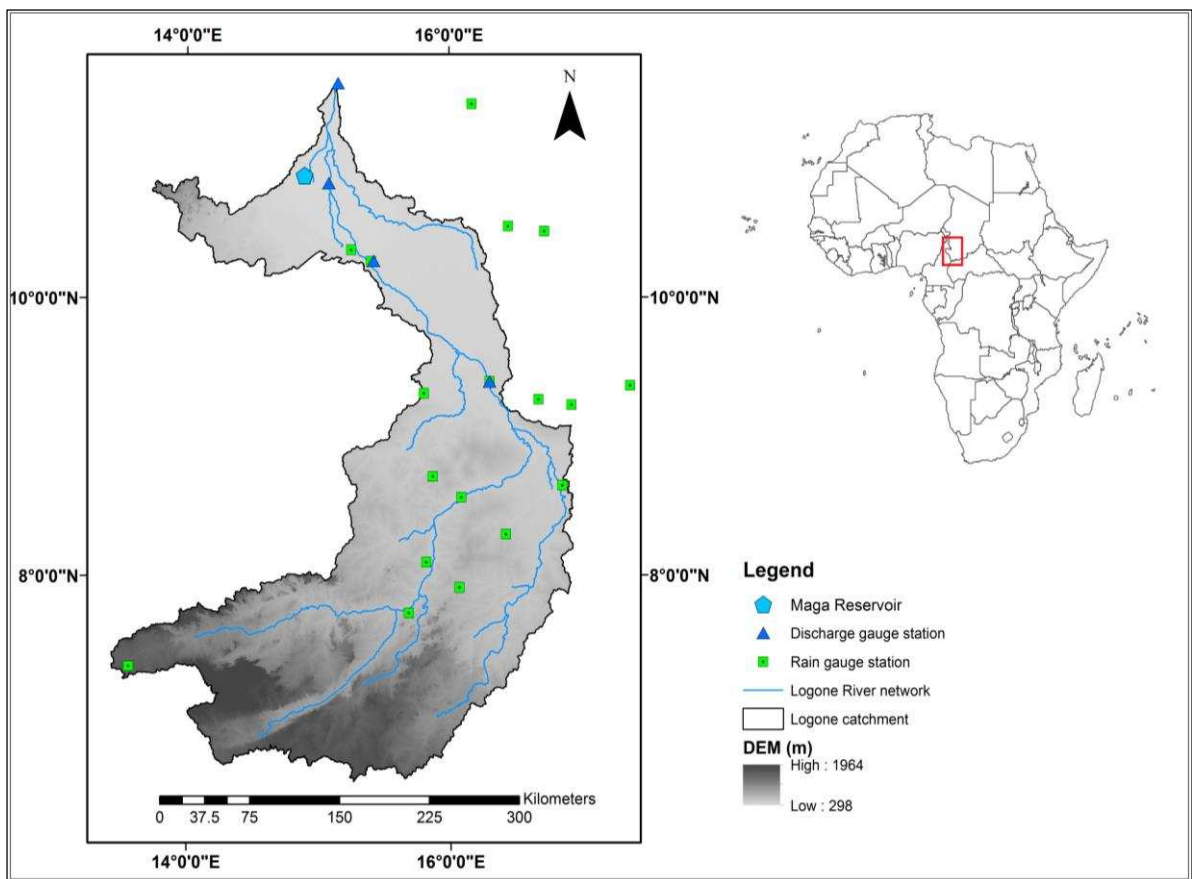 14°0'0"E 16°0'0"E
N
10°0'0"N 10°0'0"N
8°0'0"N 8°0'0"N
Legend
Maga Reservoir
Discharge gauge station
Rain gauge station
Logone River network
Logone catchment
DEM (m)
High : 1964
Low : 298
Kilometers
0 37.5 75 150 225 300
14°0'0"E 16°0'0"E